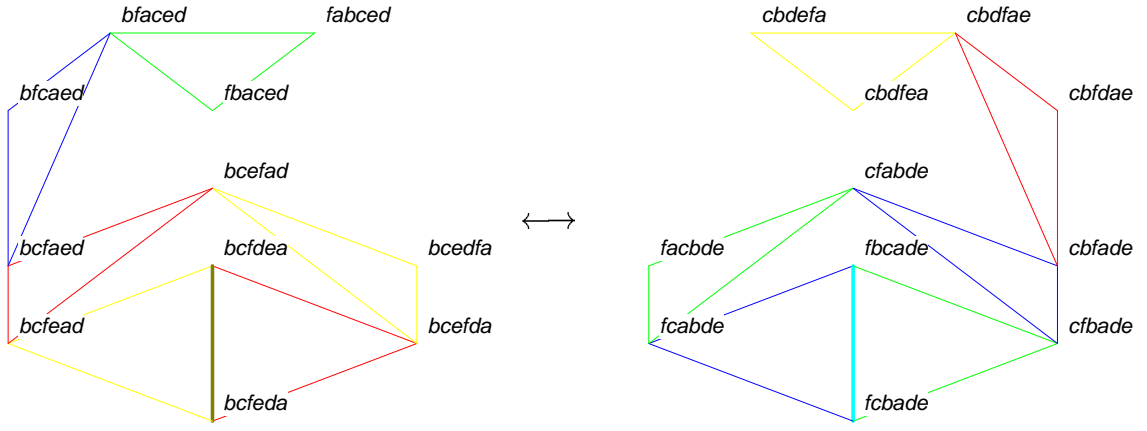 bfaced fabced cbdefa cbdfae
bfcaed fbaced cbdfea cbfdae
bcefad cfabde
bcfaed bcfdea bcedfa facbde fbcade cbfade
bcfead bcefda fcabde cfbade
bcfeda fcbade